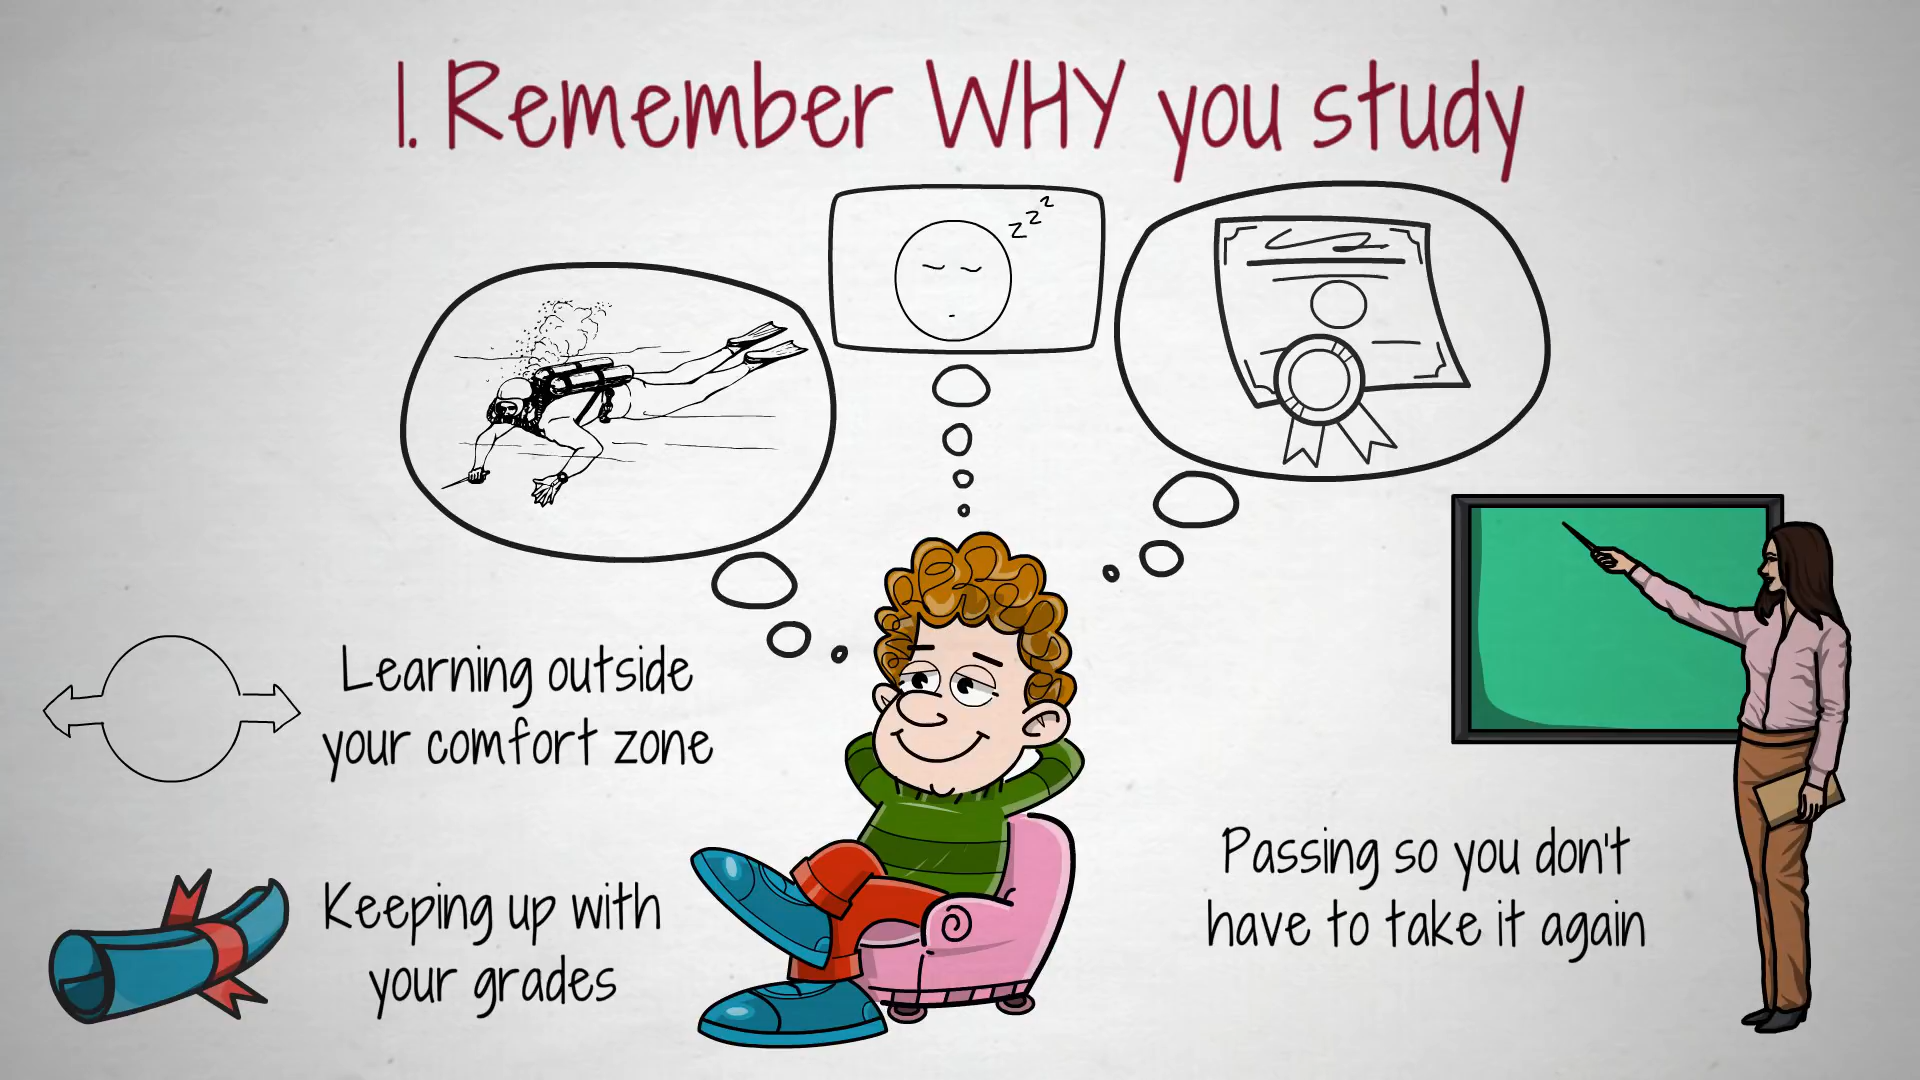 1. Remember WHY you study
z z z
Learning outside
your comfort zone
Keeping up with
your grades
Passing so you don't
have to take it again